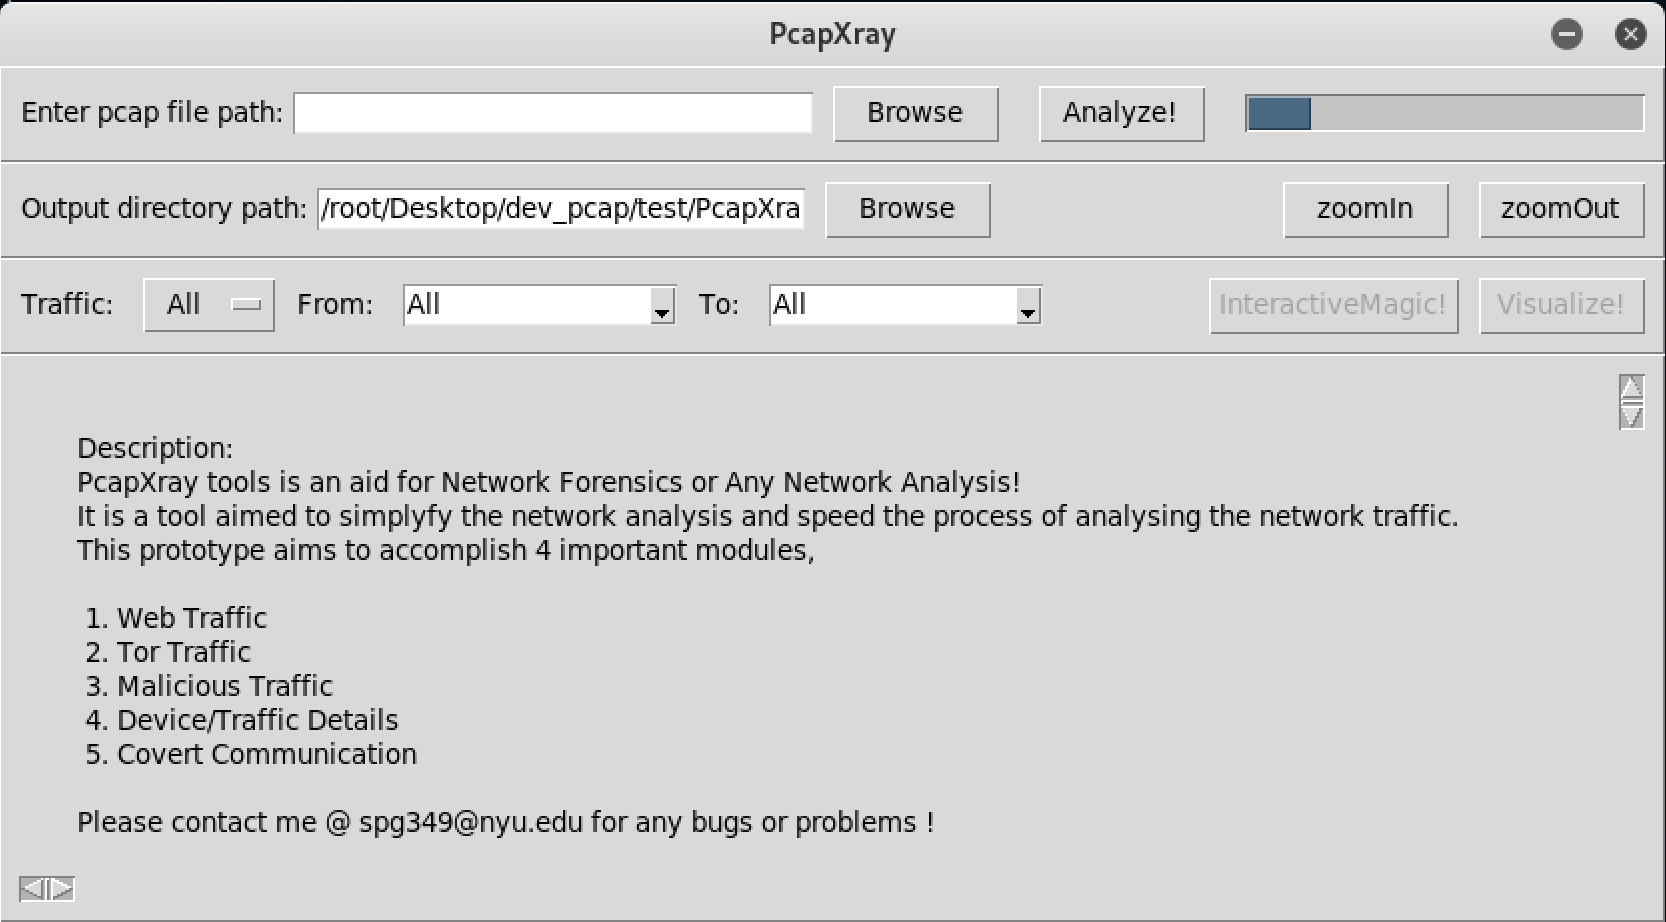 PcapXray
Enter pcap file path: Browse Analyze!
Output directory path: /root/Desktop/dev_pcap/test/PcapXra Browse zoomIn zoomOut
Traffic: All From: All To: All InteractiveMagic! Visualize!
Description:
PcapXray tools is an aid for Network Forensics or Any Network Analysis!
It is a tool aimed to simplyfy the network analysis and speed the process of analysing the network traffic.
This prototype aims to accomplish 4 important modules,
1. Web Traffic
2. Tor Traffic
3. Malicious Traffic
4. Device/Traffic Details
5. Covert Communication
Please contact me @ spg349@nyu.edu for any bugs or problems !